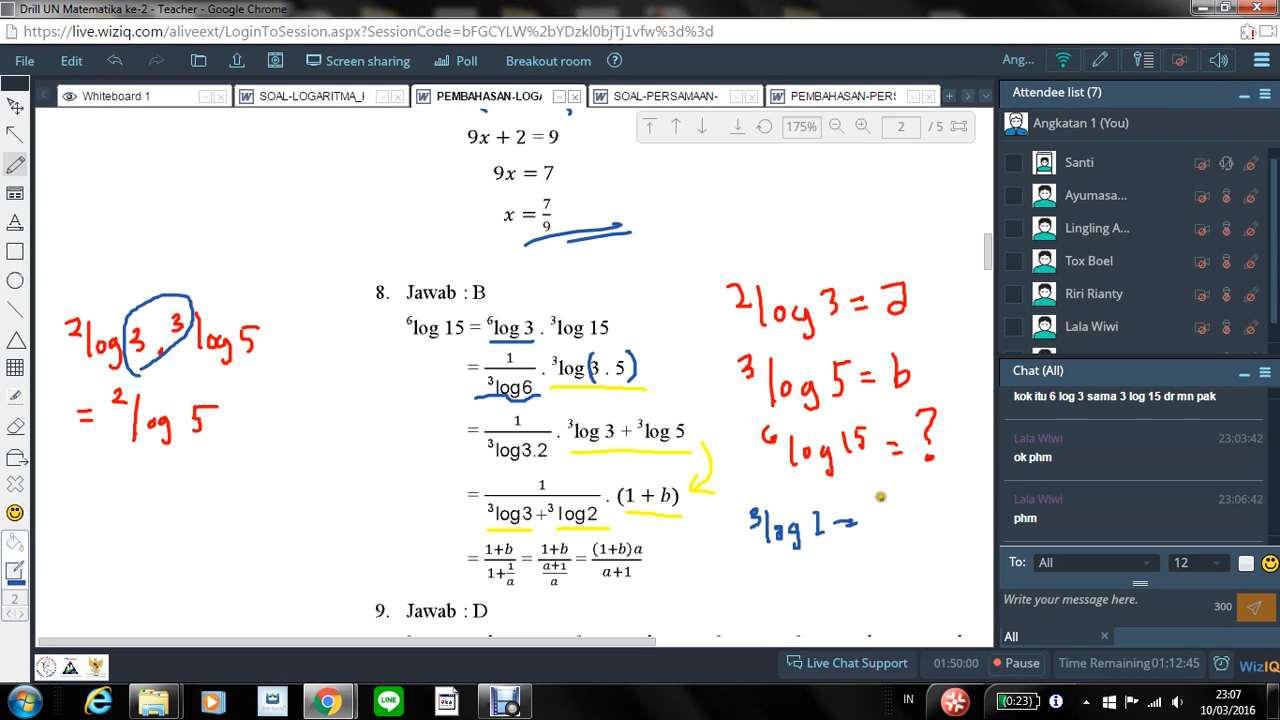 Drill UN Matematika ke-2 - Teacher - Google Chrome
https://live.wiziq.com/aliveext/LoginToSession.aspx?SessionCode=bFGCYLW%2bYDzkl0bjTj1vfw%3d%3d
File Edit Screen sharing Poll Breakout room Ang...
Whiteboard 1 SOAL-LOGARITMA_ PEMBAHASAN-LOGA SOAL-PERSAMAAN- PEMBAHASAN-PERS
175% 2 / 5
9x + 2 = 9
9x = 7
x = 7/9
8. Jawab : B
⁶log 15 = ⁶log 3 . ³log 15
= 1/³log6 . ³log(3 . 5)
= 1/³log3.2 . ³log 3 + ³log 5
= 1/³log3 +³log2 . (1 + b)
= 1+b/1+1/a = 1+b/a+1/a = (1+b)a/a+1
9. Jawab : D
²log 3 . ³log 5
= ²log 5
²log 3 = a
³log 5 = b
⁶log 15 = ?
³log 2 =
Attendee list (7)
Angkatan 1 (You)
Santi
Ayumasa...
Lingling A...
Tox Boel
Riri Rianty
Lala Wiwi
Chat (All)
kok itu 6 log 3 sama 3 log 15 dr mn pak
Lala Wiwi 23:03:42
ok phm
Lala Wiwi 23:06:42
phm
To: All 12
Write your message here. 300
All
Live Chat Support 01:50:00 Pause Time Remaining 01:12:45 WizIQ
IN (0:23) 23:07
10/03/2016